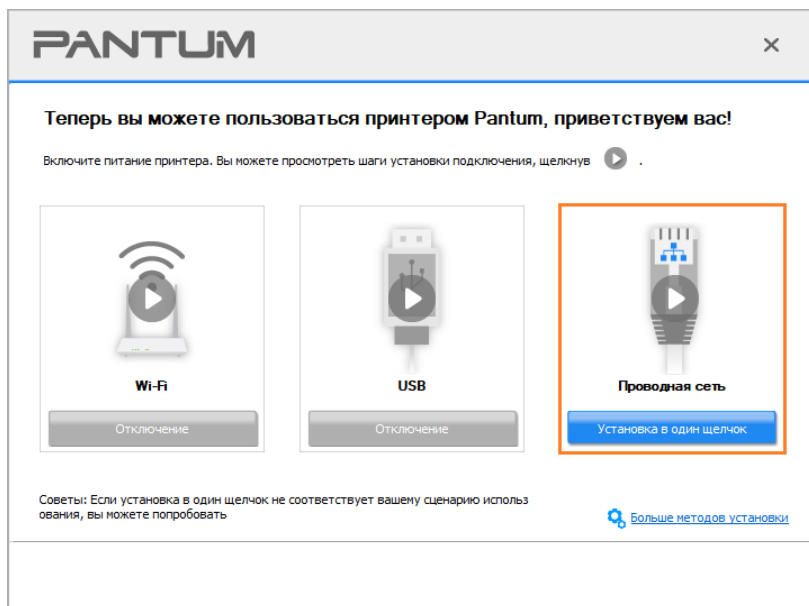 PANTUM
Теперь вы можете пользоваться принтером Pantum, приветствуем вас!
Включите питание принтера. Вы можете просмотреть шаги установки подключения, щелкнув .
Wi-Fi
USB
Проводная сеть
Отключение
Отключение
Установка в один щелчок
Советы: Если установка в один щелчок не соответствует вашему сценарию использ
ования, вы можете попробовать
Больше методов установки